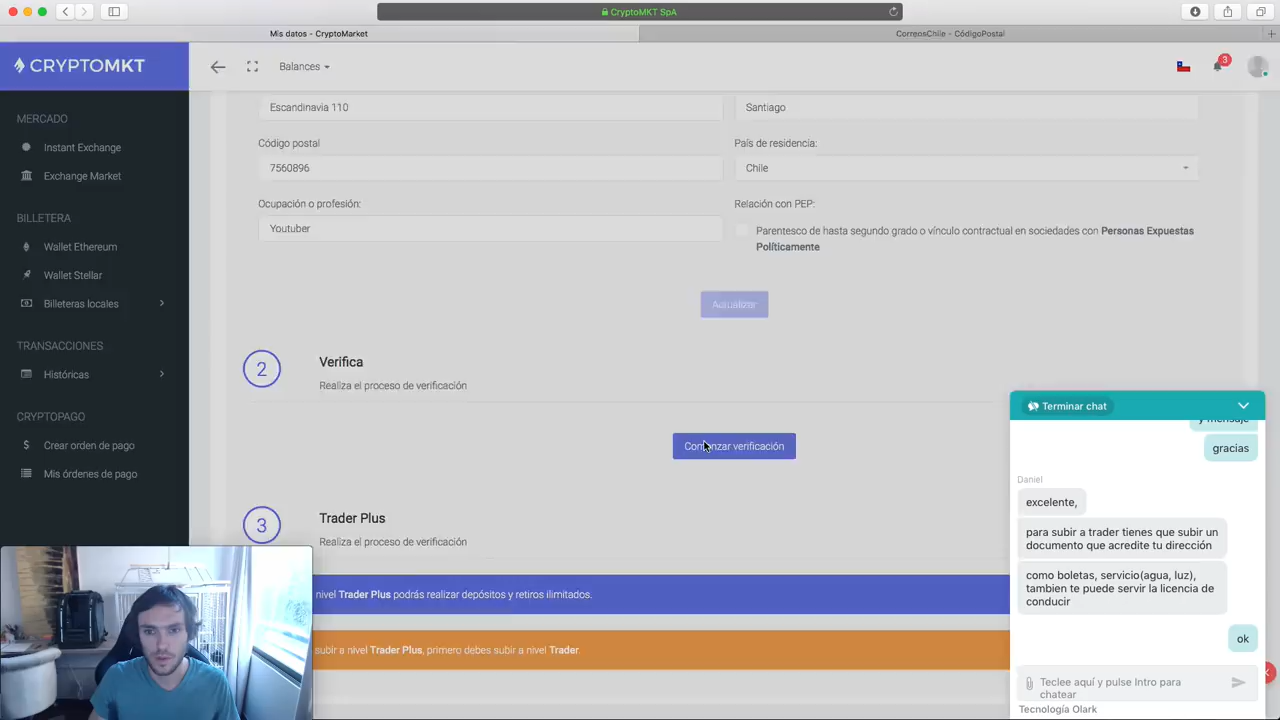 CryptoMKT SpA
Mis datos - CryptoMarket
CorreosChile - CódigoPostal
CRYPTOMKT
Balances
3
MERCADO
Instant Exchange
Exchange Market
BILLETERA
Wallet Ethereum
Wallet Stellar
Billeteras locales
TRANSACCIONES
Históricas
CRYPTOPAGO
Crear orden de pago
Mis órdenes de pago
Escandinavia 110
Santiago
Código postal
País de residencia:
7560896
Chile
Ocupación o profesión:
Relación con PEP:
Youtuber
Parentesco de hasta segundo grado o vínculo contractual en sociedades con Personas Expuestas
Políticamente
Actualizar
2
Verifica
Realiza el proceso de verificación
Comenzar verificación
3
Trader Plus
Realiza el proceso de verificación
nivel Trader Plus podrás realizar depósitos y retiros ilimitados.
subir a nivel Trader Plus, primero debes subir a nivel Trader.
Terminar chat
y mensaje
gracias
Daniel
excelente,
para subir a trader tienes que subir un
documento que acredite tu dirección
como boletas, servicio(agua, luz),
tambien te puede servir la licencia de
conducir
ok
Teclee aquí y pulse Intro para
chatear
Tecnología Olark